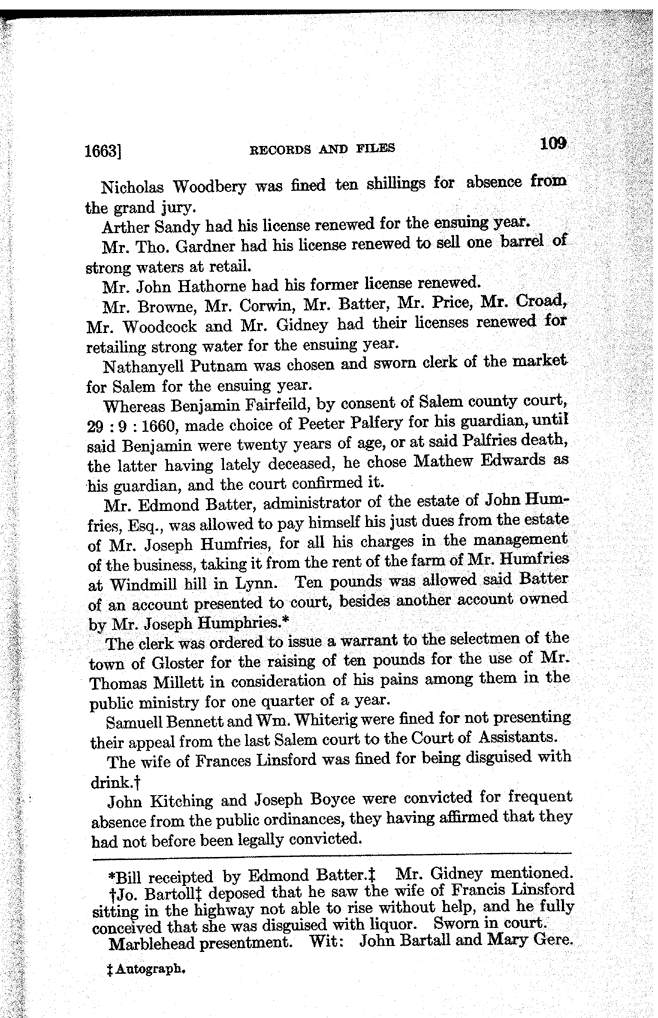 1663] RECORDS AND FILES 109
Nicholas Woodbery was fined ten shillings for absence from
the grand jury.
Arther Sandy had his license renewed for the ensuing year.
Mr. Tho. Gardner had his license renewed to sell one barrel of
strong waters at retail.
Mr. John Hathorne had his former license renewed.
Mr. Browne, Mr. Corwin, Mr. Batter, Mr. Price, Mr. Croad,
Mr. Woodcock and Mr. Gidney had their licenses renewed for
retailing strong water for the ensuing year.
Nathanyell Putnam was chosen and sworn clerk of the market
for Salem for the ensuing year.
Whereas Benjamin Fairfeild, by consent of Salem county court,
29 : 9 : 1660, made choice of Peeter Palfery for his guardian, until
said Benjamin were twenty years of age, or at said Palfries death,
the latter having lately deceased, he chose Mathew Edwards as
his guardian, and the court confirmed it.
Mr. Edmond Batter, administrator of the estate of John Hum-
fries, Esq., was allowed to pay himself his just dues from the estate
of Mr. Joseph Humfries, for all his charges in the management
of the business, taking it from the rent of the farm of Mr. Humfries
at Windmill hill in Lynn. Ten pounds was allowed said Batter
of an account presented to court, besides another account owned
by Mr. Joseph Humphries.*
The clerk was ordered to issue a warrant to the selectmen of the
town of Gloster for the raising of ten pounds for the use of Mr.
Thomas Millett in consideration of his pains among them in the
public ministry for one quarter of a year.
Samuell Bennett and Wm. Whiterig were fined for not presenting
their appeal from the last Salem court to the Court of Assistants.
The wife of Frances Linsford was fined for being disguised with
drink.†
John Kitching and Joseph Boyce were convicted for frequent
absence from the public ordinances, they having affirmed that they
had not before been legally convicted.
*Bill receipted by Edmond Batter.‡ Mr. Gidney mentioned.
†Jo. Bartoll‡ deposed that he saw the wife of Francis Linsford
sitting in the highway not able to rise without help, and he fully
conceived that she was disguised with liquor. Sworn in court.
Marblehead presentment. Wit: John Bartall and Mary Gere.
‡ Autograph.